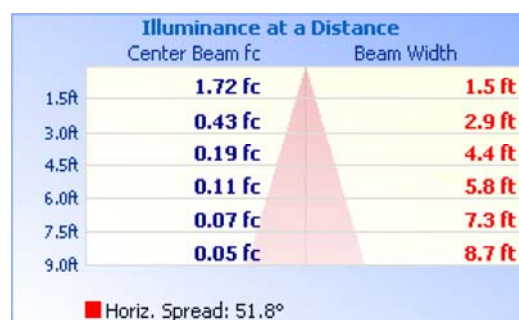 Illuminance at a Distance
Center Beam fc Beam Width
1.5ft 1.72 fc 1.5 ft
3.0ft 0.43 fc 2.9 ft
4.5ft 0.19 fc 4.4 ft
6.0ft 0.11 fc 5.8 ft
7.5ft 0.07 fc 7.3 ft
9.0ft 0.05 fc 8.7 ft
Horiz. Spread: 51.8°